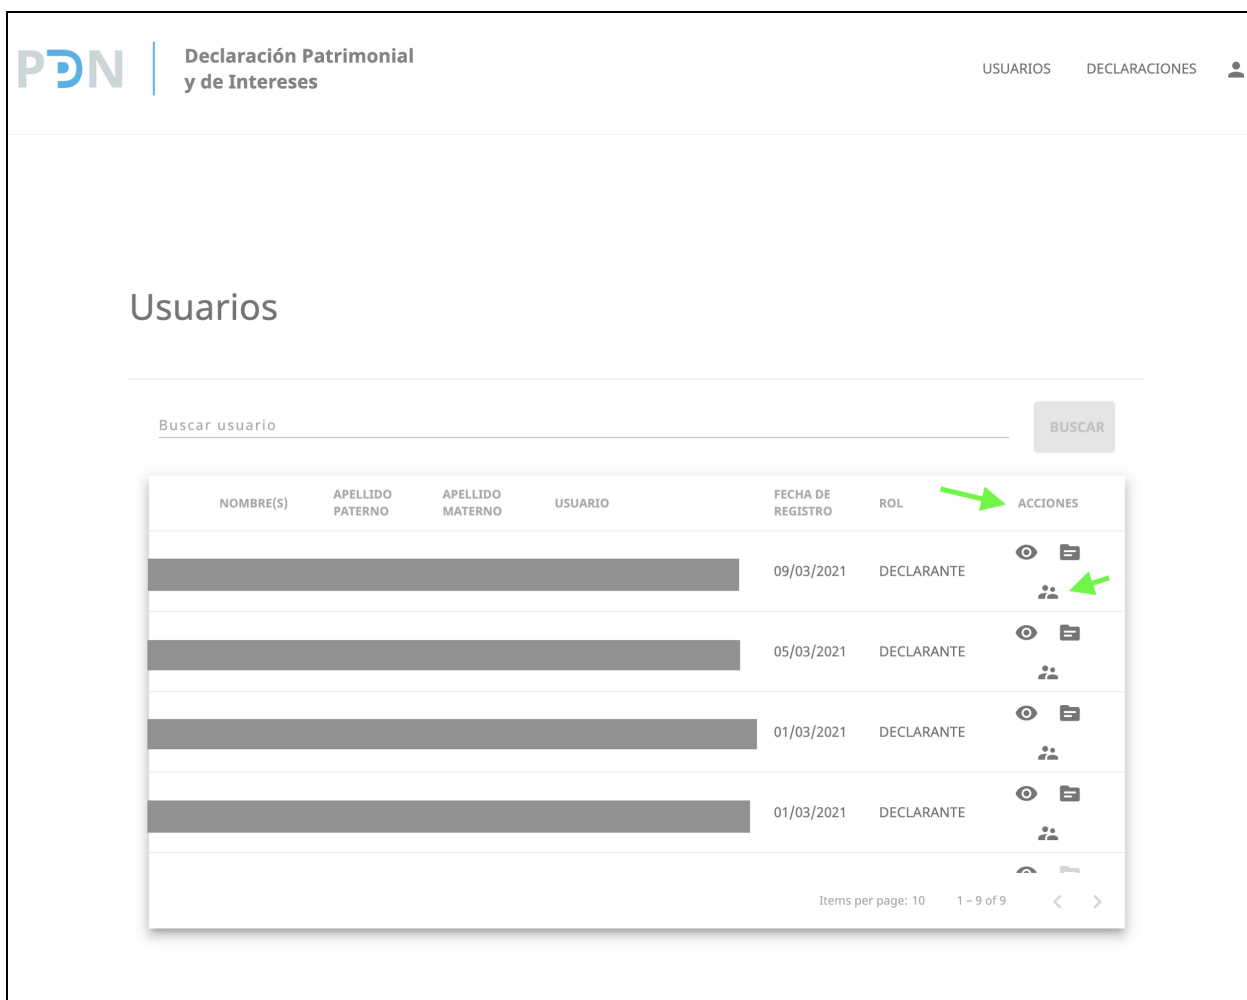 PDN
Declaración Patrimonial
y de Intereses
USUARIOS DECLARACIONES
Usuarios
Buscar usuario
BUSCAR
NOMBRE(S) APELLIDO PATERNO APELLIDO MATERNO USUARIO FECHA DE REGISTRO ROL ACCIONES
09/03/2021 DECLARANTE
05/03/2021 DECLARANTE
01/03/2021 DECLARANTE
01/03/2021 DECLARANTE
Items per page: 10 1 – 9 of 9